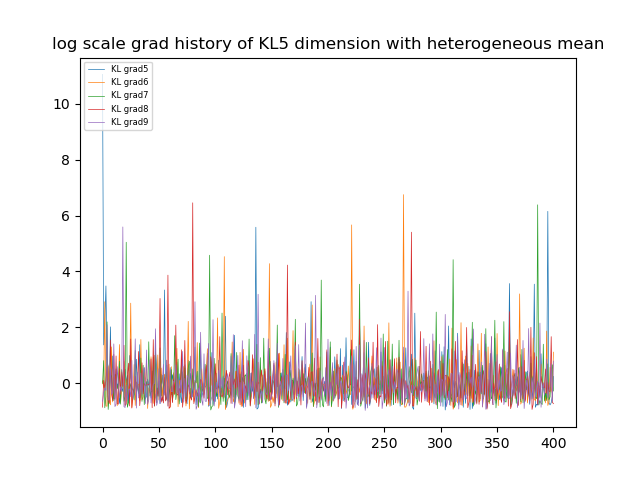 log scale grad history of KL5 dimension with heterogeneous mean
KL grad5
KL grad6
KL grad7
KL grad8
KL grad9
10
8
6
4
2
0
0 50 100 150 200 250 300 350 400